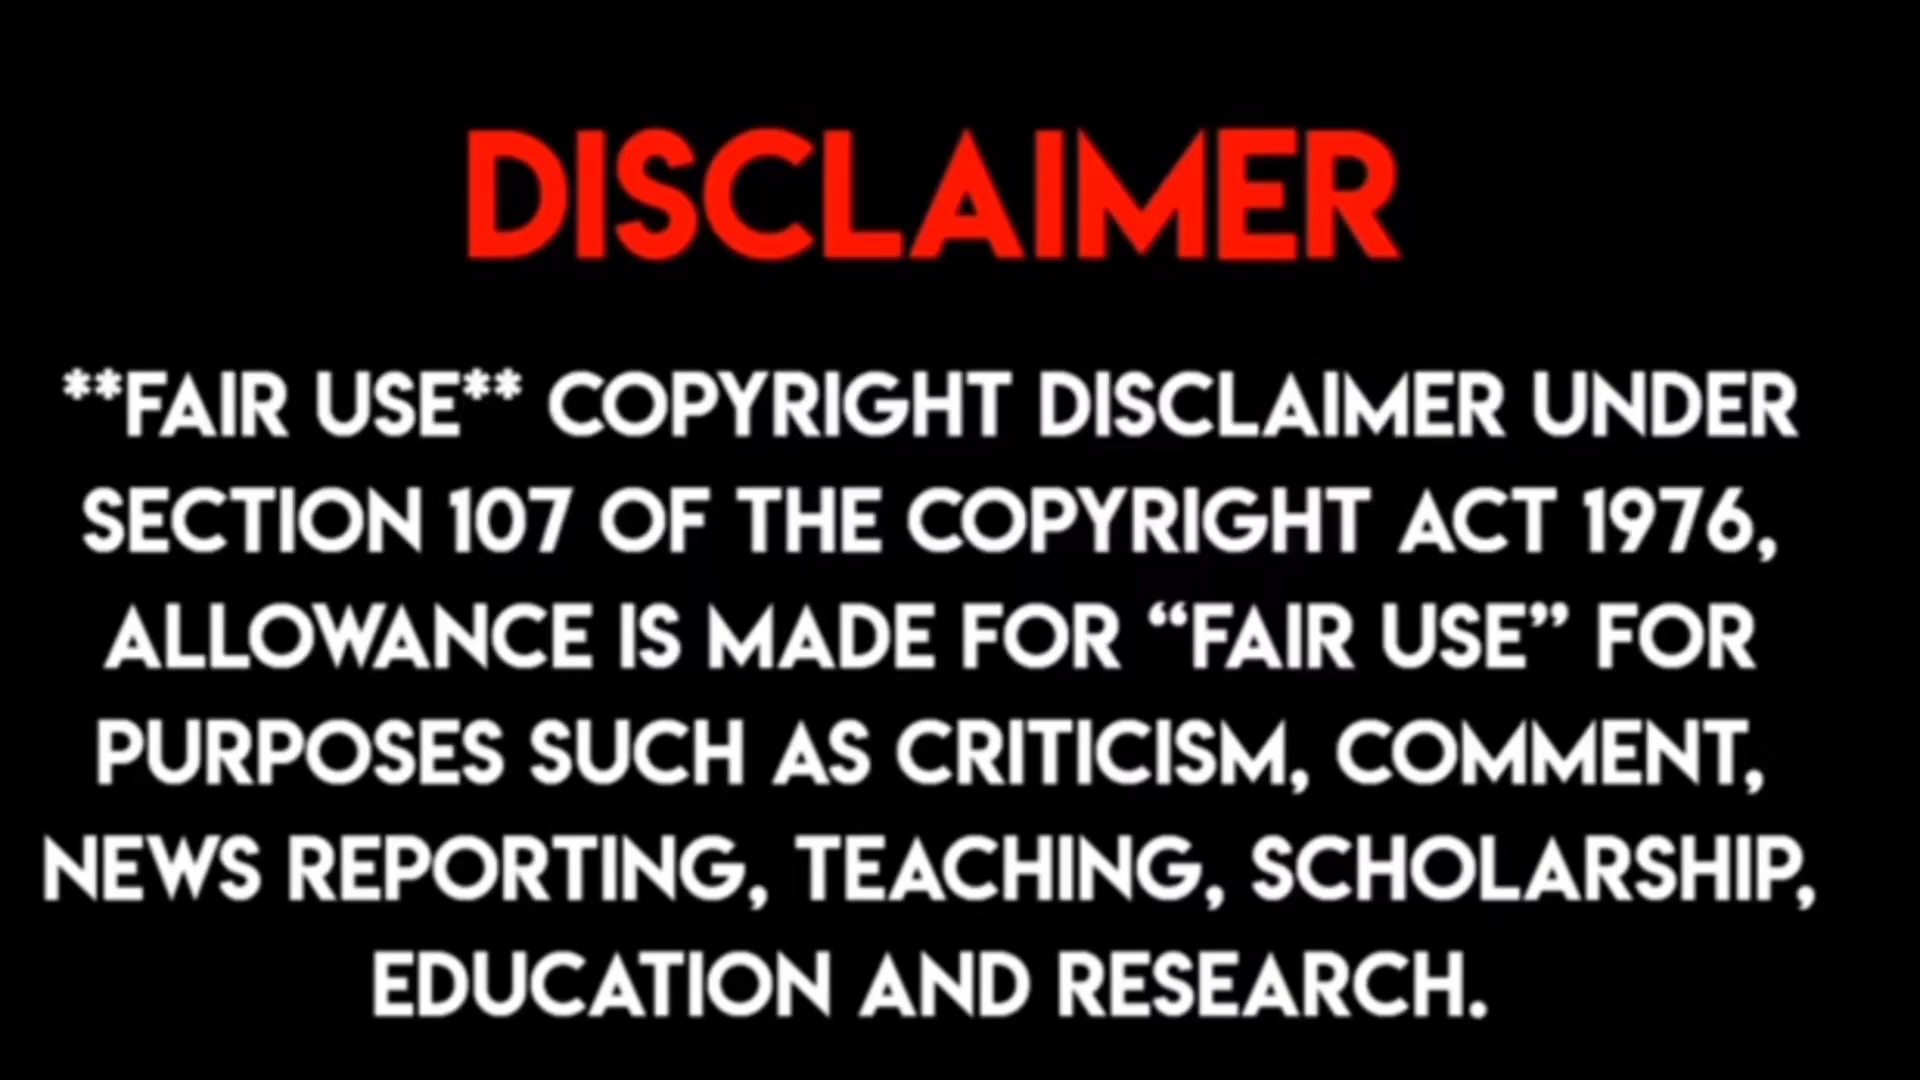 DISCLAIMER
**FAIR USE** COPYRIGHT DISCLAIMER UNDER
SECTION 107 OF THE COPYRIGHT ACT 1976,
ALLOWANCE IS MADE FOR “FAIR USE” FOR
PURPOSES SUCH AS CRITICISM, COMMENT,
NEWS REPORTING, TEACHING, SCHOLARSHIP,
EDUCATION AND RESEARCH.